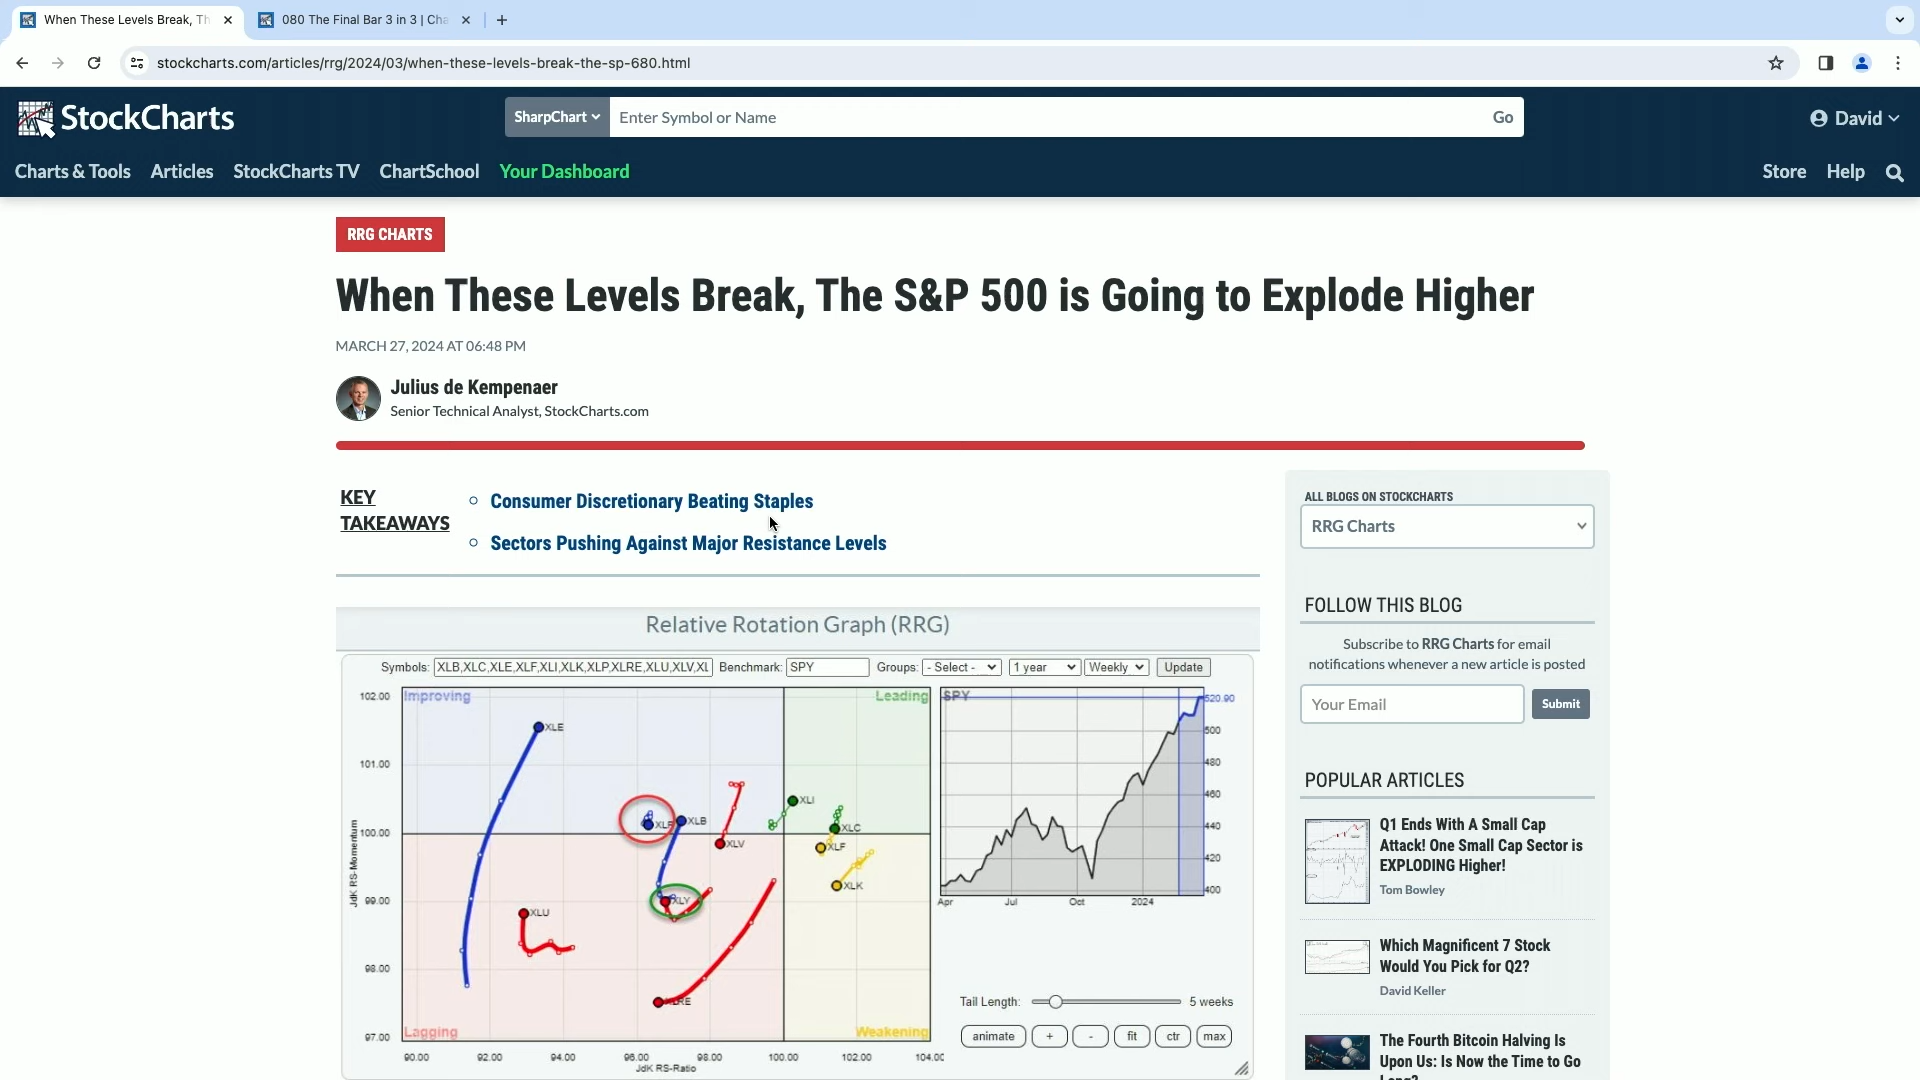 When These Levels Break, Th
080 The Final Bar 3 in 3 | Cha
stockcharts.com/articles/rrg/2024/03/when-these-levels-break-the-sp-680.html
StockCharts
SharpChart
Enter Symbol or Name
Go
David
Charts & Tools
Articles
StockCharts TV
ChartSchool
Your Dashboard
Store
Help
RRG CHARTS
When These Levels Break, The S&P 500 is Going to Explode Higher
MARCH 27, 2024 AT 06:48 PM
Julius de Kempenaer
Senior Technical Analyst, StockCharts.com
KEY
TAKEAWAYS
Consumer Discretionary Beating Staples
Sectors Pushing Against Major Resistance Levels
Relative Rotation Graph (RRG)
Symbols: XLB,XLC,XLE,XLF,XLI,XLK,XLP,XLRE,XLU,XLV,XL
Benchmark: SPY
Groups: - Select -
1 year
Weekly
Update
102.00
101.00
100.00
99.00
98.00
97.00
JdK RS-Momentum
Improving
Leading
Lagging
Weakening
XLE
XLB
XLV
XLI
XLC
XLF
XLK
XLY
XLU
90.00
92.00
94.00
96.00
98.00
100.00
102.00
104.0
JdK RS-Ratio
SPY
520.90
500
480
460
440
420
400
Apr
Jul
Oct
2024
Tail Length:
5 weeks
animate
+
-
fit
ctr
max
ALL BLOGS ON STOCKCHARTS
RRG Charts
FOLLOW THIS BLOG
Subscribe to RRG Charts for email
notifications whenever a new article is posted
Your Email
Submit
POPULAR ARTICLES
Q1 Ends With A Small Cap
Attack! One Small Cap Sector is
EXPLODING Higher!
Tom Bowley
Which Magnificent 7 Stock
Would You Pick for Q2?
David Keller
The Fourth Bitcoin Halving Is
Upon Us: Is Now the Time to Go
Long?